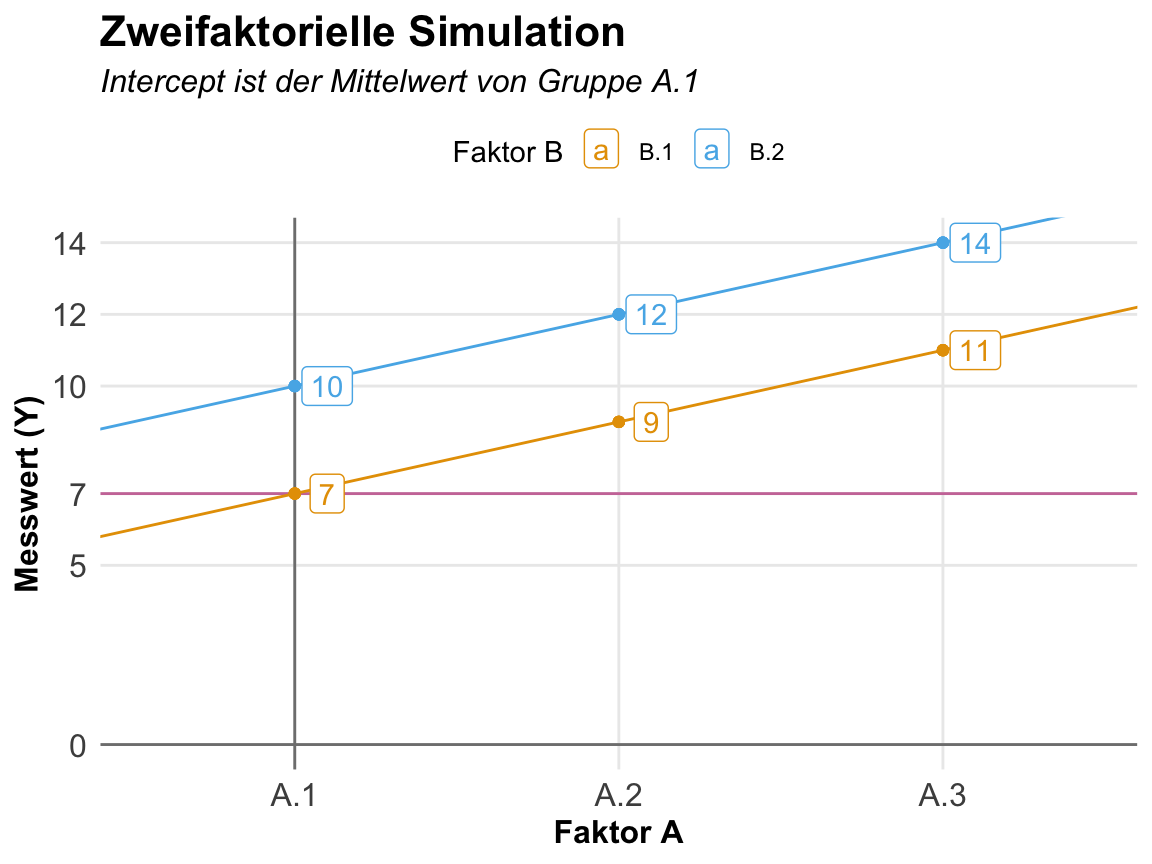 Zweifaktorielle Simulation
Intercept ist der Mittelwert von Gruppe A.1
Faktor B a B.1 a B.2
Messwert (Y)
14
12
10
7
5
0
14
12
11
10
9
7
A.1 A.2 A.3
Faktor A